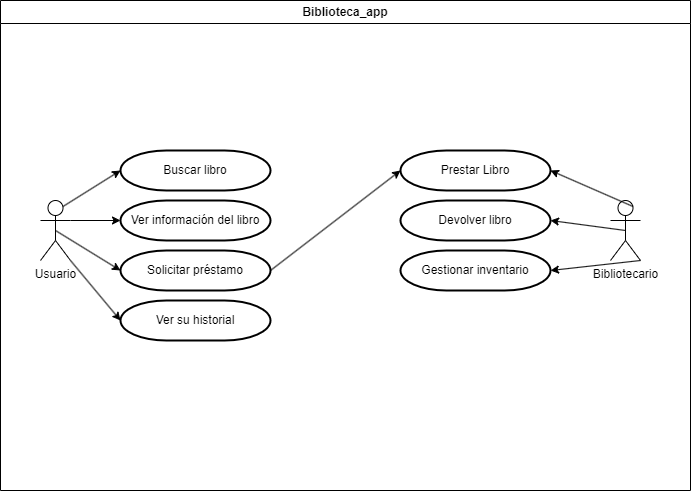 Biblioteca_app
Buscar libro
Ver información del libro
Solicitar préstamo
Ver su historial
Usuario
Prestar Libro
Devolver libro
Gestionar inventario
Bibliotecario